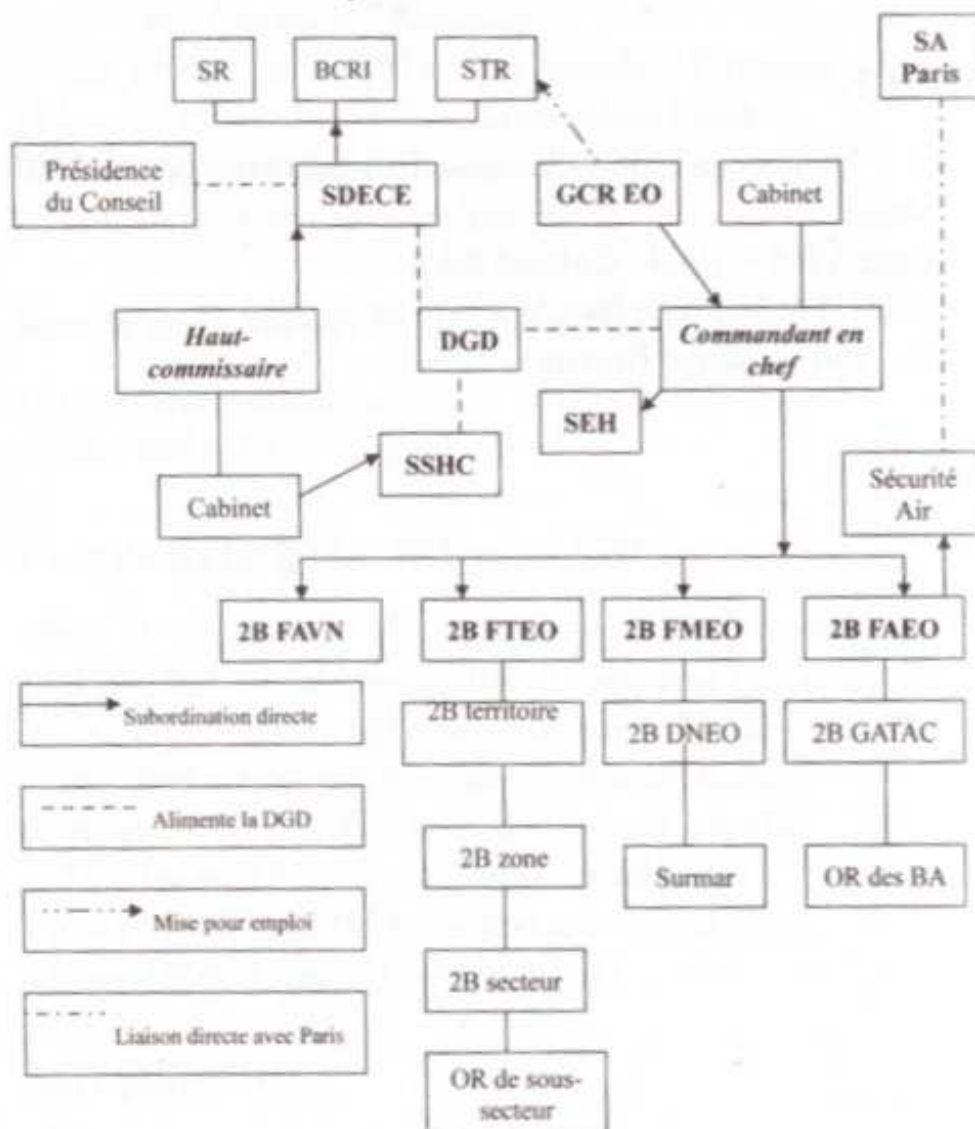 SR
BCRI
STR
SA
Paris
Présidence
du Conseil
SDECE
GCR EO
Cabinet
Haut-
commissaire
DGD
Commandant en
chef
SEH
SSHC
Cabinet
Sécurité
Air
2B FAVN
2B FTEO
2B FMEO
2B FAEO
Subordination directe
2B territoire
2B DNEO
2B GATAC
Alimente la DGD
2B zone
Surmar
OR des BA
Mise pour emploi
2B secteur
Liaison directe avec Paris
OR de sous-
secteur